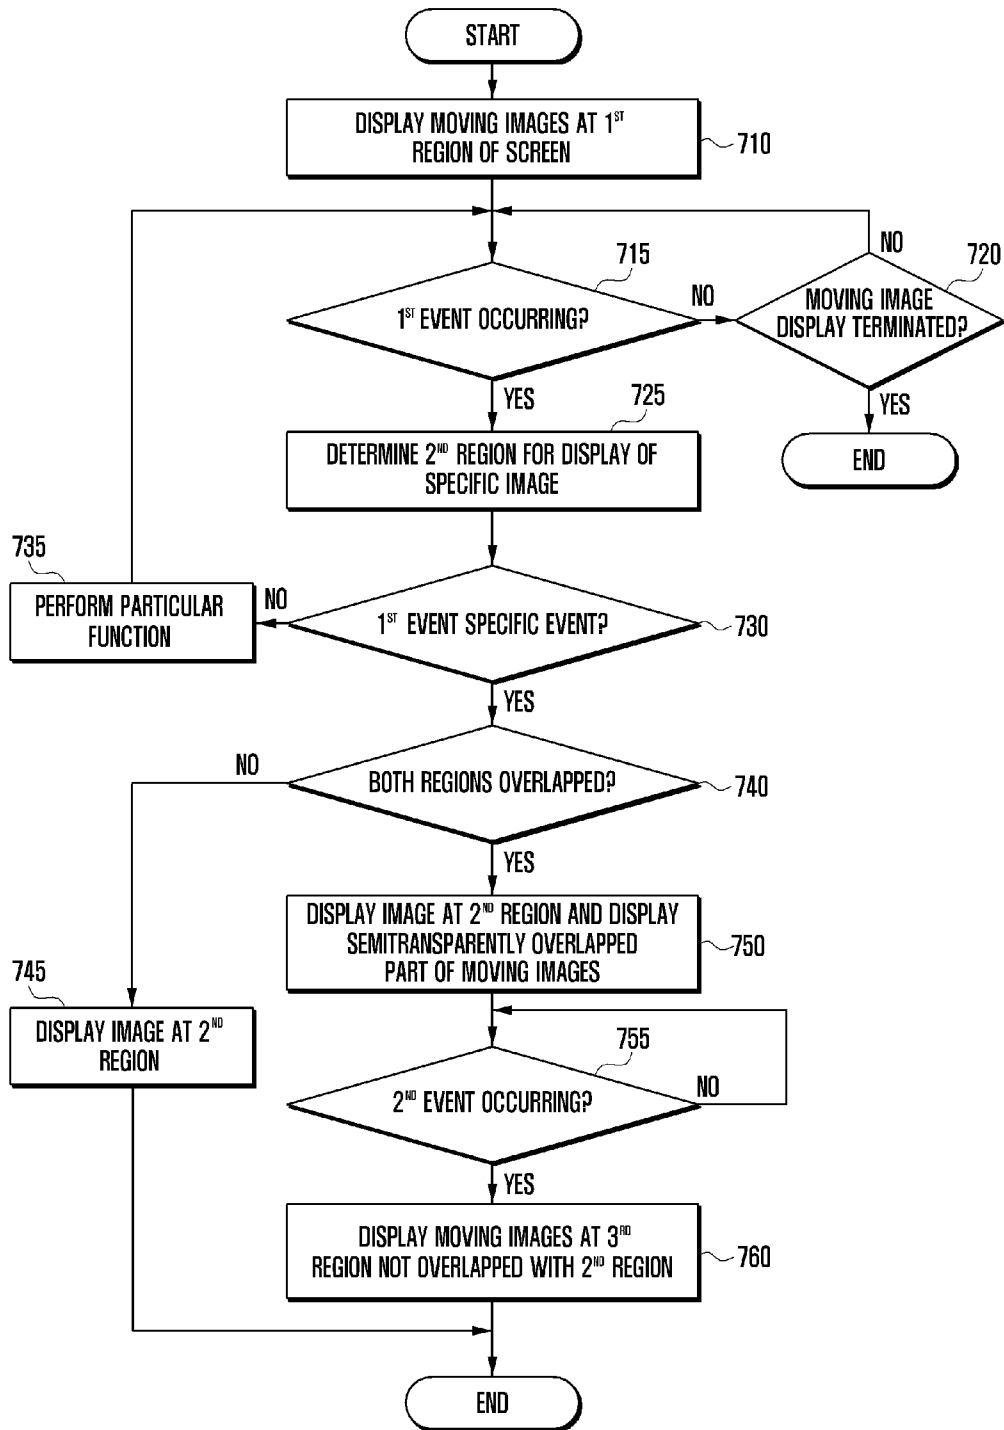 START
DISPLAY MOVING IMAGES AT 1ST
REGION OF SCREEN
710
715
NO
720
1ST EVENT OCCURRING?
NO
MOVING IMAGE
DISPLAY TERMINATED?
YES
725
YES
END
DETERMINE 2ND REGION FOR DISPLAY OF
SPECIFIC IMAGE
735
PERFORM PARTICULAR
FUNCTION
NO
1ST EVENT SPECIFIC EVENT?
730
YES
NO
BOTH REGIONS OVERLAPPED?
740
YES
DISPLAY IMAGE AT 2ND REGION AND DISPLAY
SEMITRANSPARENTLY OVERLAPPED
PART OF MOVING IMAGES
750
745
DISPLAY IMAGE AT 2ND
REGION
755
2ND EVENT OCCURRING?
NO
YES
DISPLAY MOVING IMAGES AT 3RD
REGION NOT OVERLAPPED WITH 2ND REGION
760
END